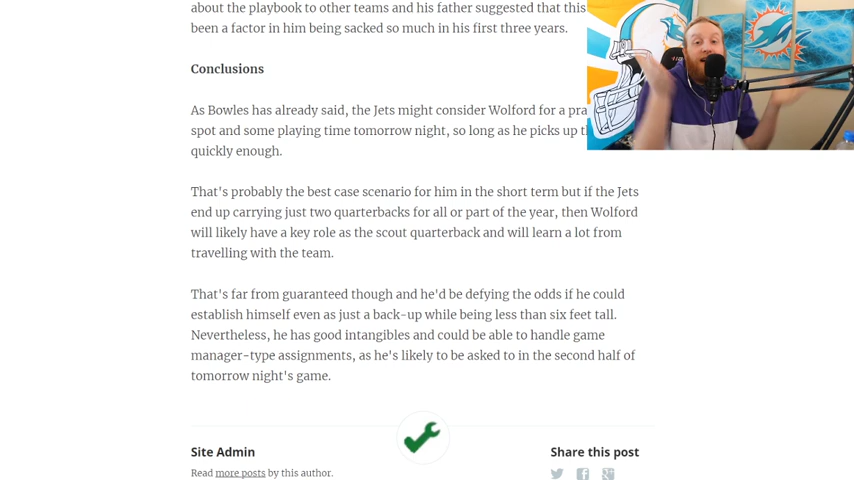 about the playbook to other teams and his father suggested that this
been a factor in him being sacked so much in his first three years.
Conclusions
As Bowles has already said, the Jets might consider Wolford for a pra
spot and some playing time tomorrow night, so long as he picks up
quickly enough.
That's probably the best case scenario for him in the short term but if the Jets
end up carrying just two quarterbacks for all or part of the year, then Wolford
will likely have a key role as the scout quarterback and will learn a lot from
travelling with the team.
That's far from guaranteed though and he'd be defying the odds if he could
establish himself even as just a back-up while being less than six feet tall.
Nevertheless, he has good intangibles and could be able to handle game
manager-type assignments, as he's likely to be asked to in the second half of
tomorrow night's game.
Site Admin
Share this post
Read more posts by this author.